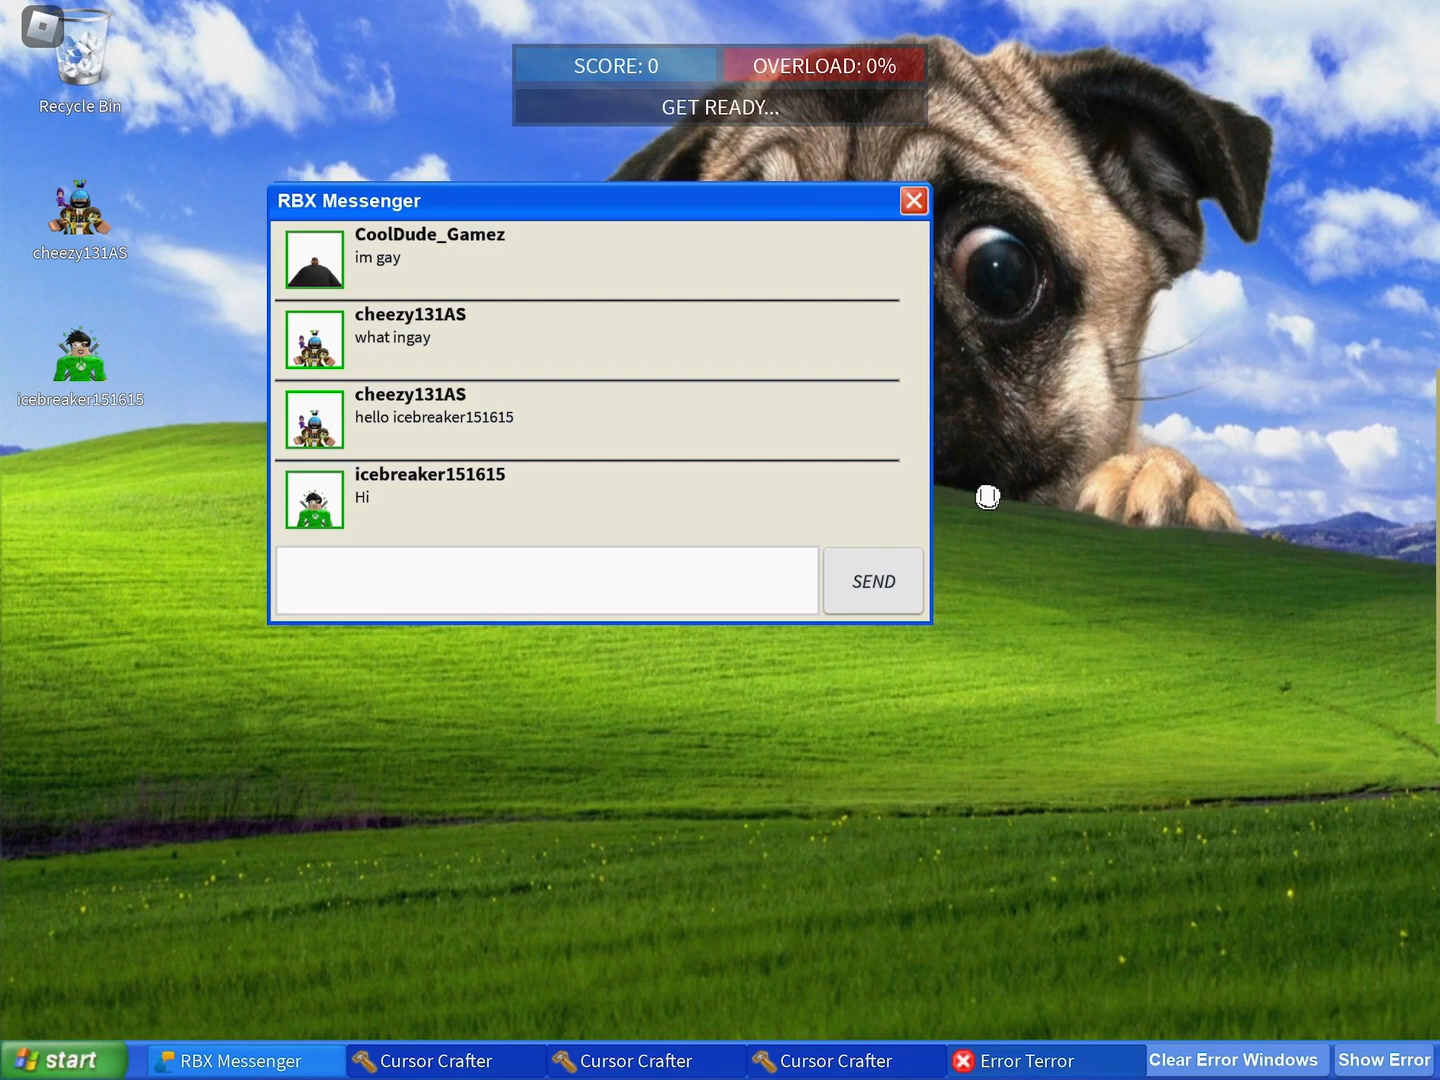 Recycle Bin
cheezy131AS
icebreaker151615
SCORE: 0
OVERLOAD: 0%
GET READY...
RBX Messenger
CoolDude_Gamez
im gay
cheezy131AS
what ingay
cheezy131AS
hello icebreaker151615
icebreaker151615
Hi
SEND
start
RBX Messenger
Cursor Crafter
Cursor Crafter
Cursor Crafter
Error Terror
Clear Error Windows
Show Error